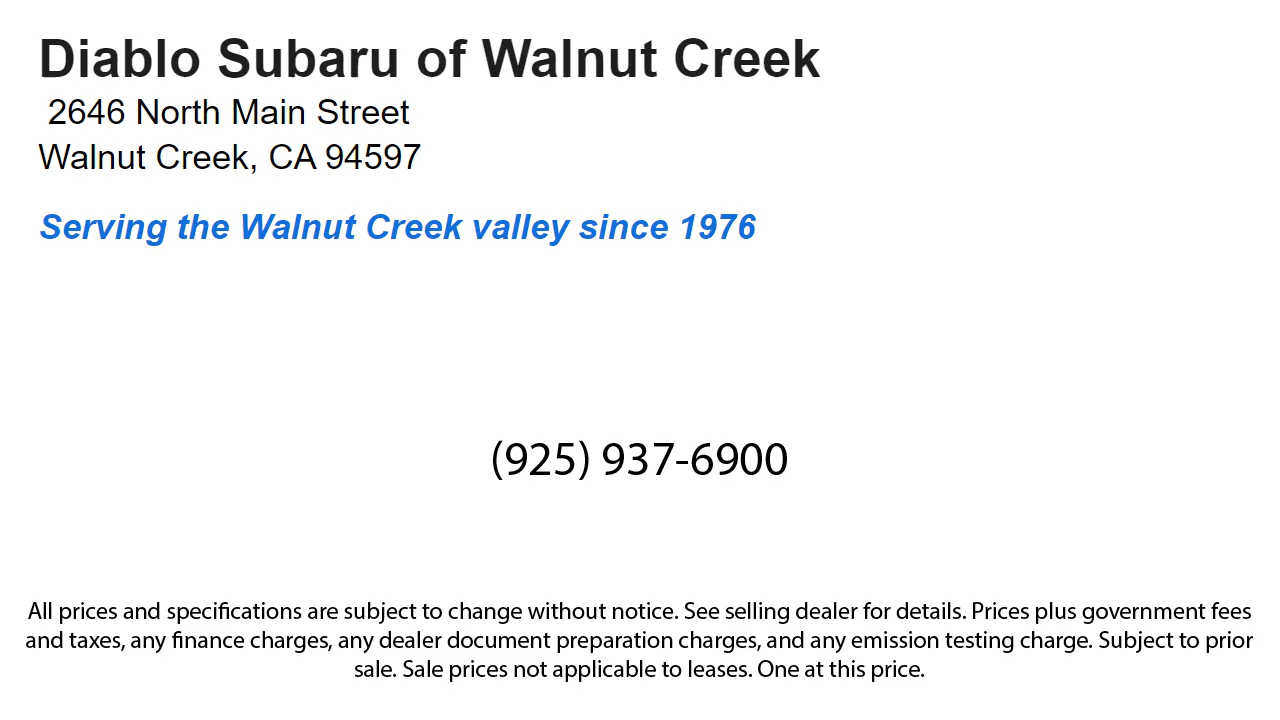 Diablo Subaru of Walnut Creek
2646 North Main Street
Walnut Creek, CA 94597
Serving the Walnut Creek valley since 1976
(925) 937-6900
All prices and specifications are subject to change without notice. See selling dealer for details. Prices plus government fees
and taxes, any finance charges, any dealer document preparation charges, and any emission testing charge. Subject to prior
sale. Sale prices not applicable to leases. One at this price.